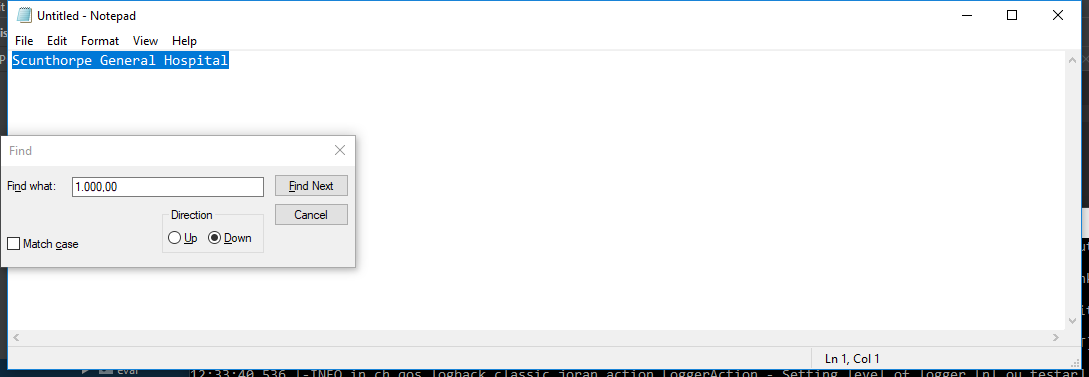 Untitled - Notepad
File Edit Format View Help
Scunthorpe General Hospital
Find
Find what: 1.000,00 Find Next
Direction Cancel
Up Down
Match case
Ln 1, Col 1
eval
12:33:40,536 |-INFO in ch.qos.logback.classic.joran.action.LoggerAction - Setting level of logger [nl.ou.testar